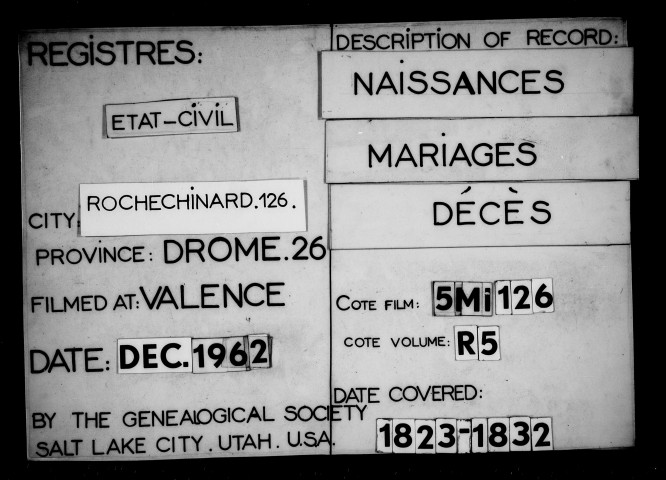 REGISTRES:
ETAT-CIVIL
CITY: ROCHECHINARD.126.
PROVINCE: DROME.26
FILMED AT: VALENCE
DATE: DEC. 1962
BY THE GENEALOGICAL SOCIETY
SALT LAKE CITY. UTAH. U.S.A.
DESCRIPTION OF RECORD:
NAISSANCES
MARIAGES
DÉCÈS
COTE FILM: 5Mi 126
COTE VOLUME: R5
DATE COVERED:
1823-1832